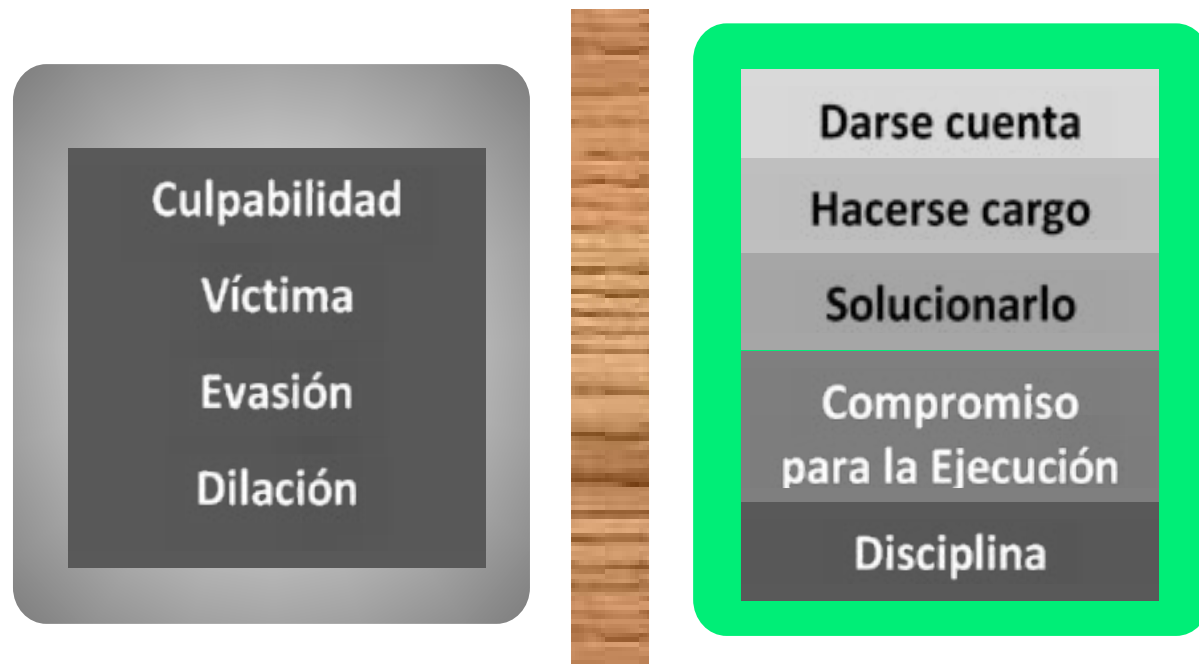 Culpabilidad
Víctima
Evasión
Dilación
Darse cuenta
Hacerse cargo
Solucionarlo
Compromiso
para la Ejecución
Disciplina